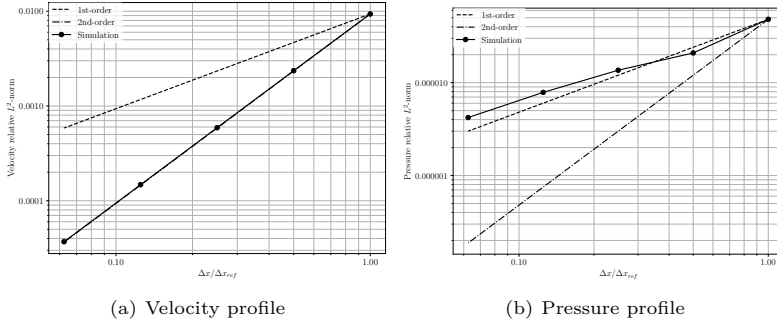 0.0100
0.0010
0.0001
Velocity relative L²-norm
1st-order
2nd-order
Simulation
0.10
1.00
Δx/Δx_ref
(a) Velocity profile
0.000010
0.000001
Pressure relative L²-norm
1st-order
2nd-order
Simulation
0.10
1.00
Δx/Δx_ref
(b) Pressure profile